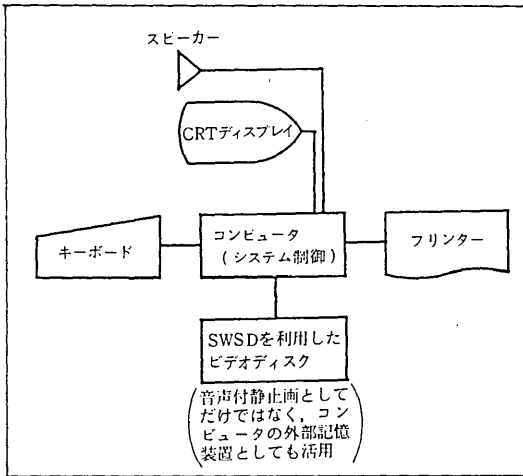 スピーカー
CRTディスプレイ
キーボード
コンピュータ
(システム制御)
プリンター
SWSDを利用した
ビデオディスク
(音声付静止画として
だけではなく,コン
ピュータの外部記憶
装置としても活用)